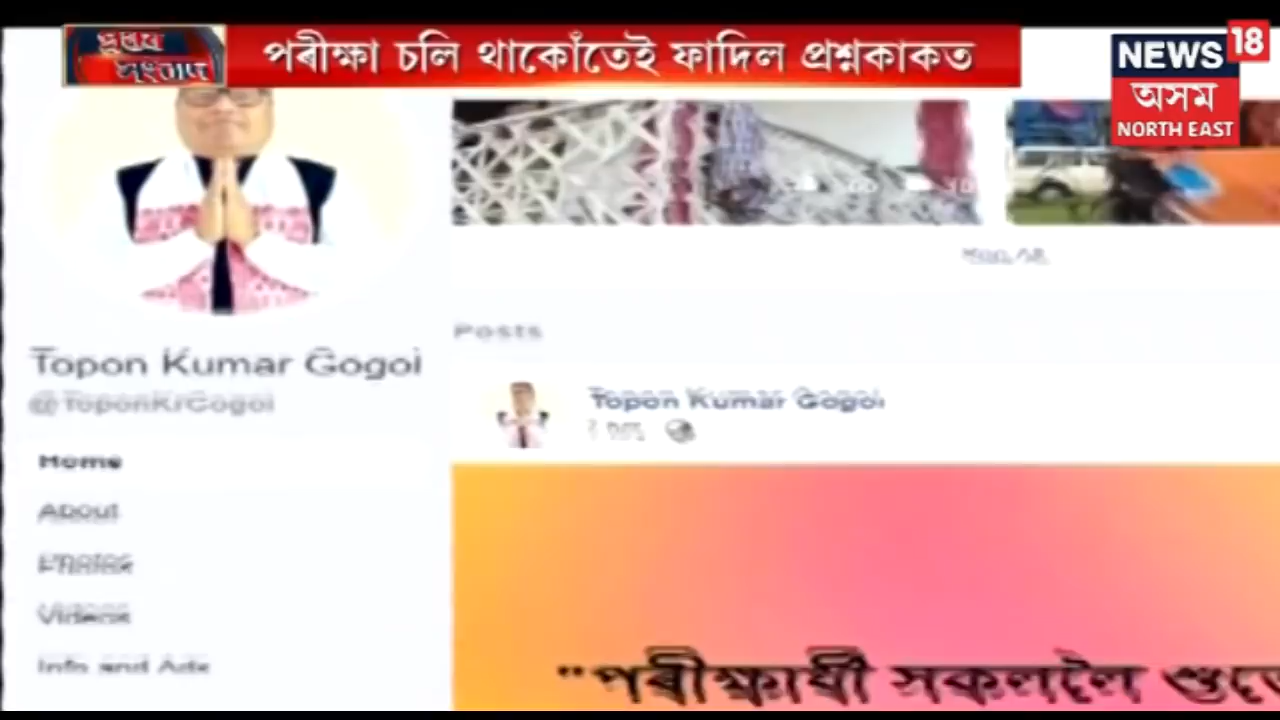 প্ৰথম সংবাদ
পৰীক্ষা চলি থাকোঁতেই ফাদিল প্ৰশ্নকাকত
NEWS 18
অসম
NORTH EAST
Posts
Topon Kumar Gogoi
@ToponKrGogoi
Topon Kumar Gogoi
Home
About
Photos
Videos
Info and Ads
"পৰীক্ষাৰ্থী সকললৈ